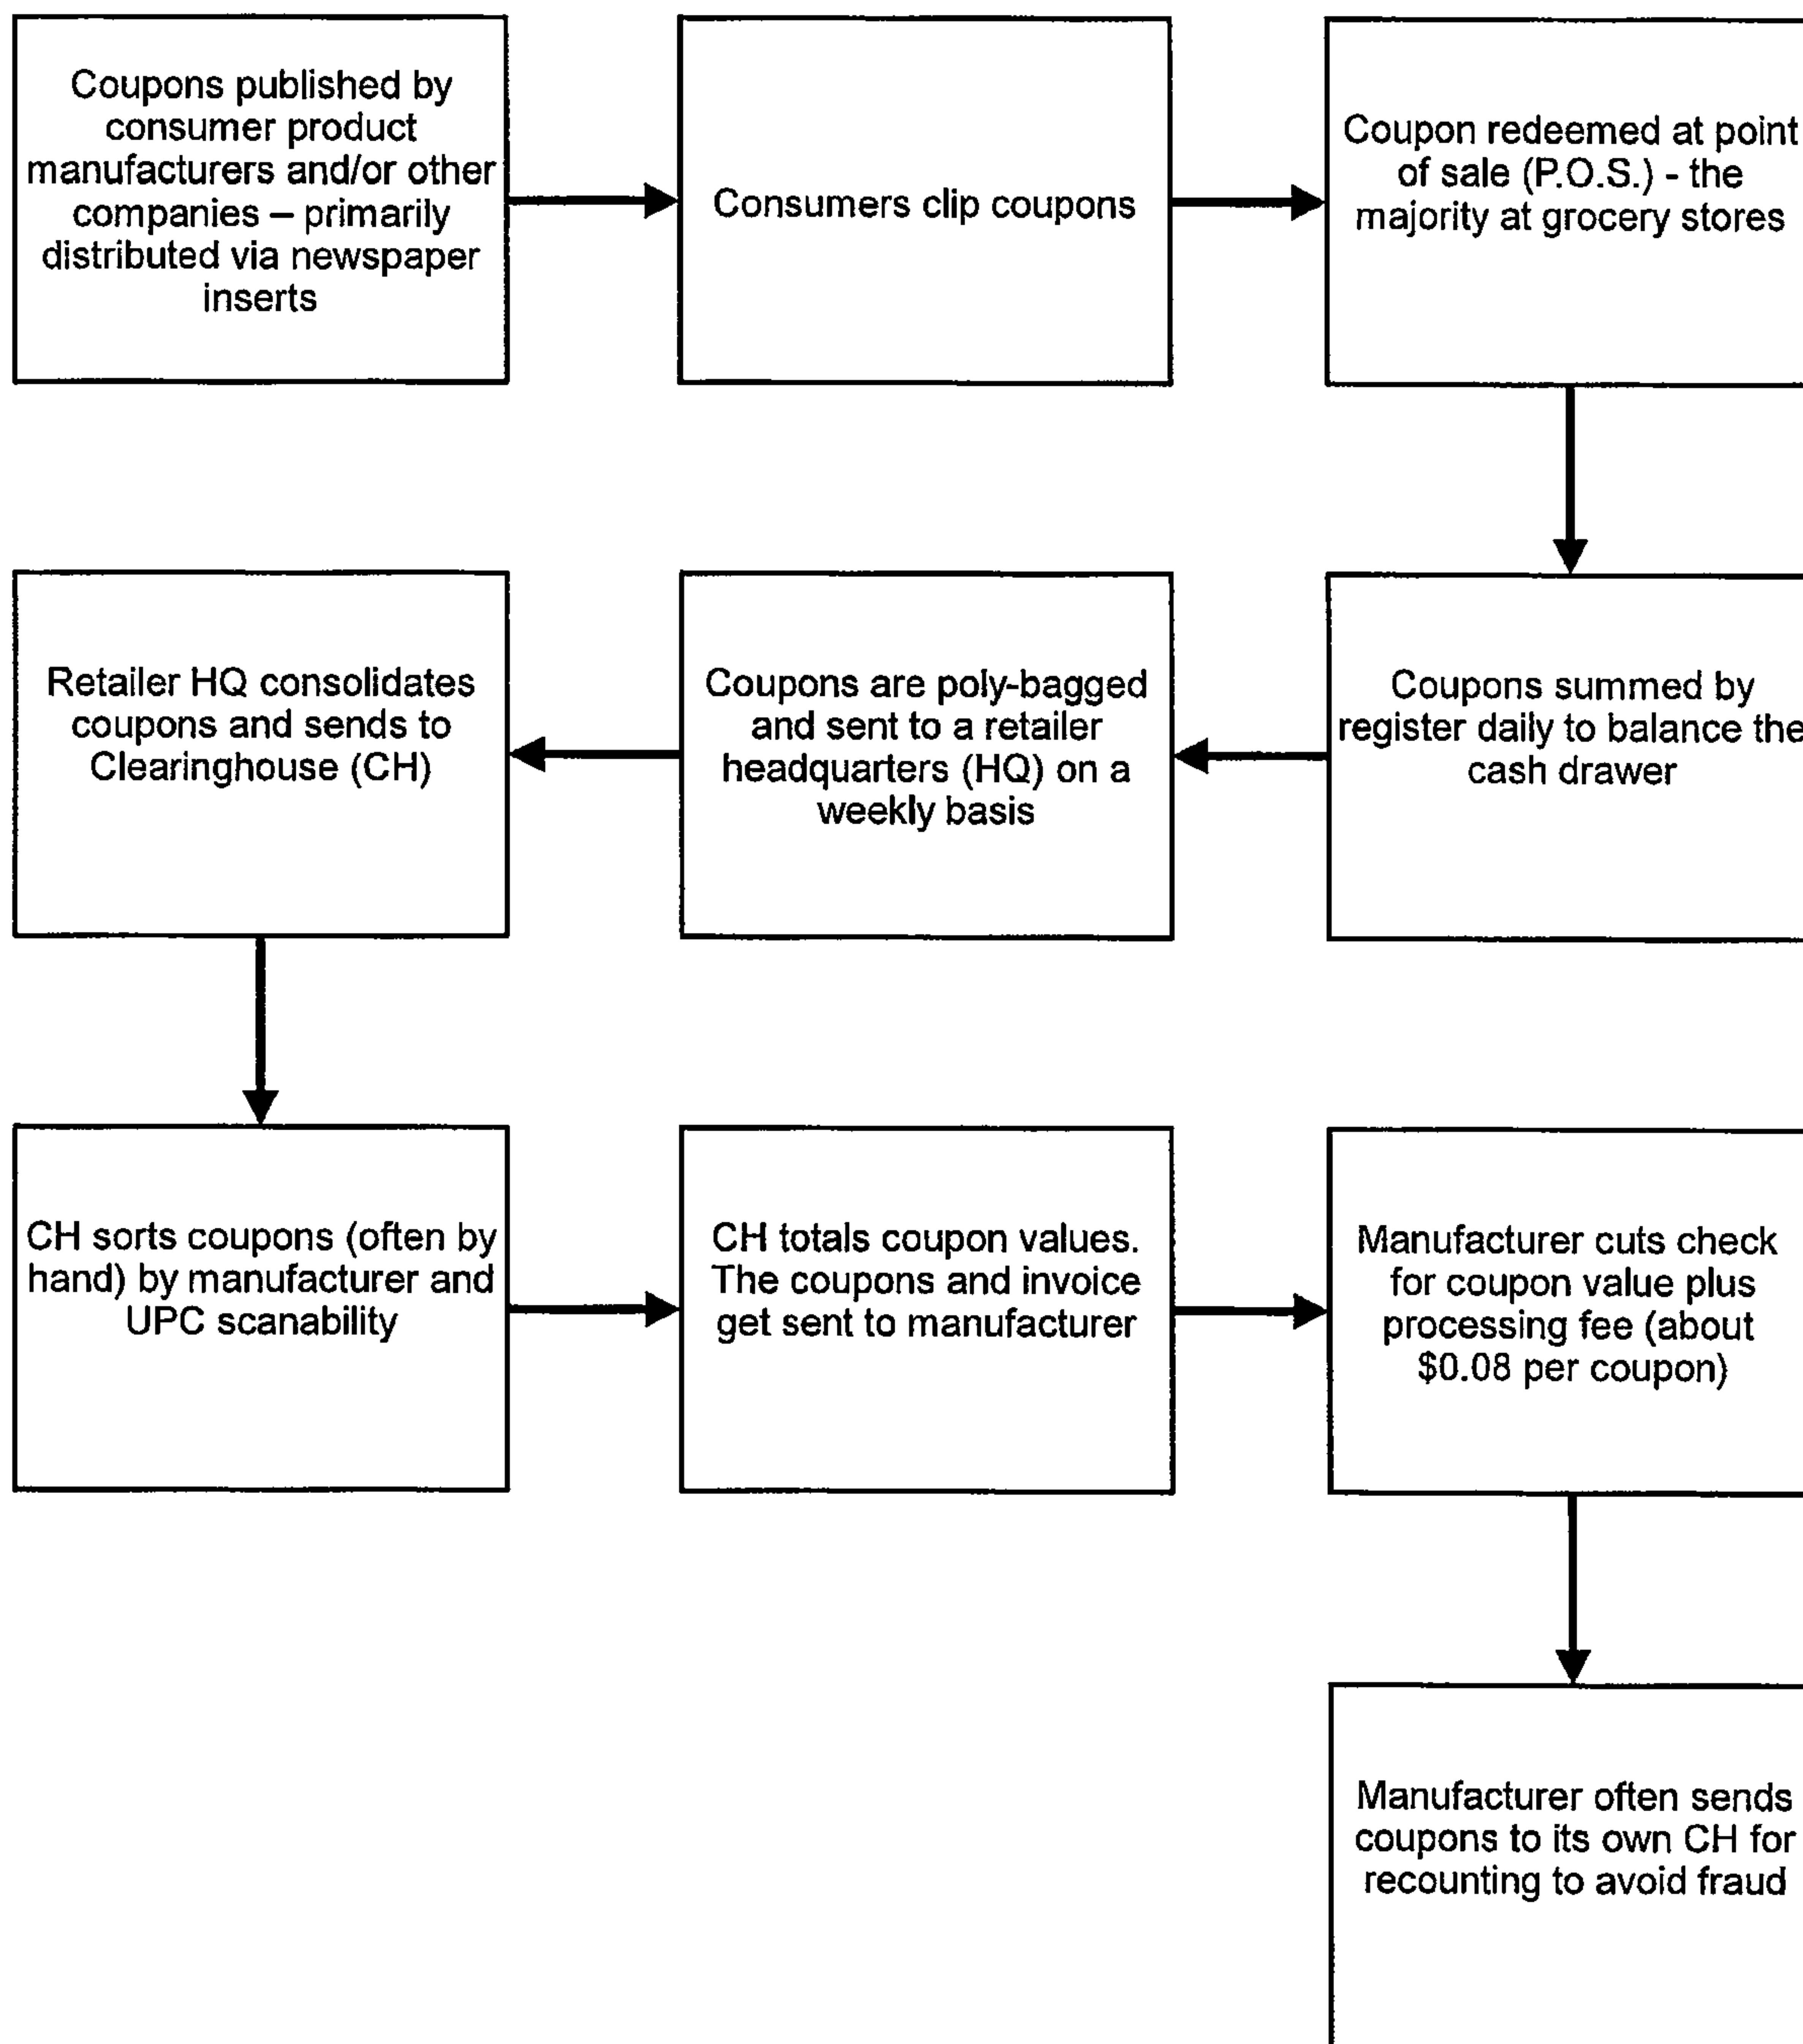 Coupons published by
consumer product
manufacturers and/or other
companies – primarily
distributed via newspaper
inserts
Consumers clip coupons
Coupon redeemed at point
of sale (P.O.S.) - the
majority at grocery stores
Coupons summed by
register daily to balance the
cash drawer
Coupons are poly-bagged
and sent to a retailer
headquarters (HQ) on a
weekly basis
Retailer HQ consolidates
coupons and sends to
Clearinghouse (CH)
CH sorts coupons (often by
hand) by manufacturer and
UPC scanability
CH totals coupon values.
The coupons and invoice
get sent to manufacturer
Manufacturer cuts check
for coupon value plus
processing fee (about
$0.08 per coupon)
Manufacturer often sends
coupons to its own CH for
recounting to avoid fraud